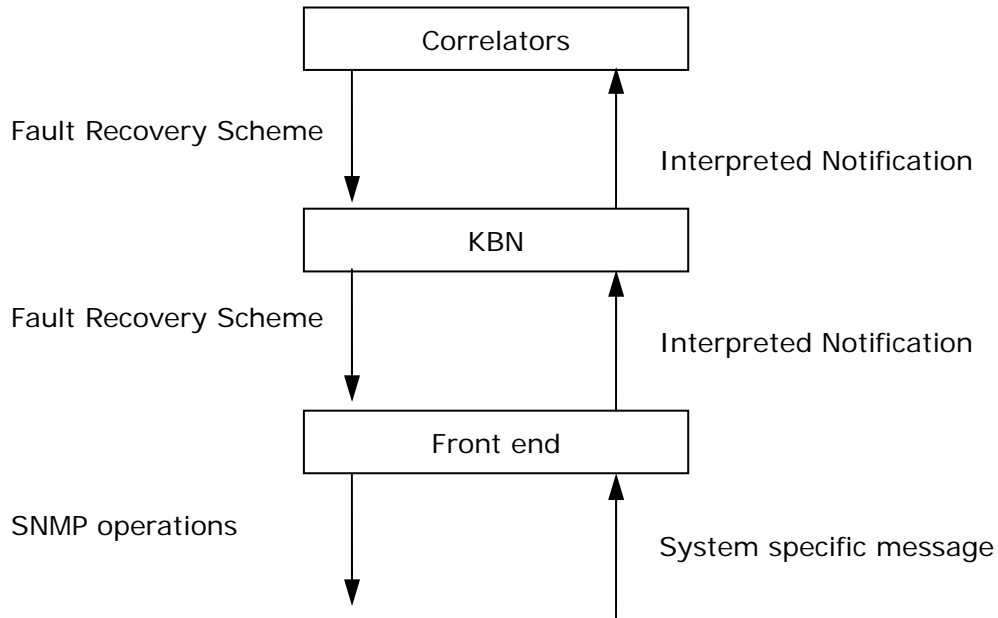 Correlators
Fault Recovery Scheme
Interpreted Notification
KBN
Fault Recovery Scheme
Interpreted Notification
Front end
SNMP operations
System specific message